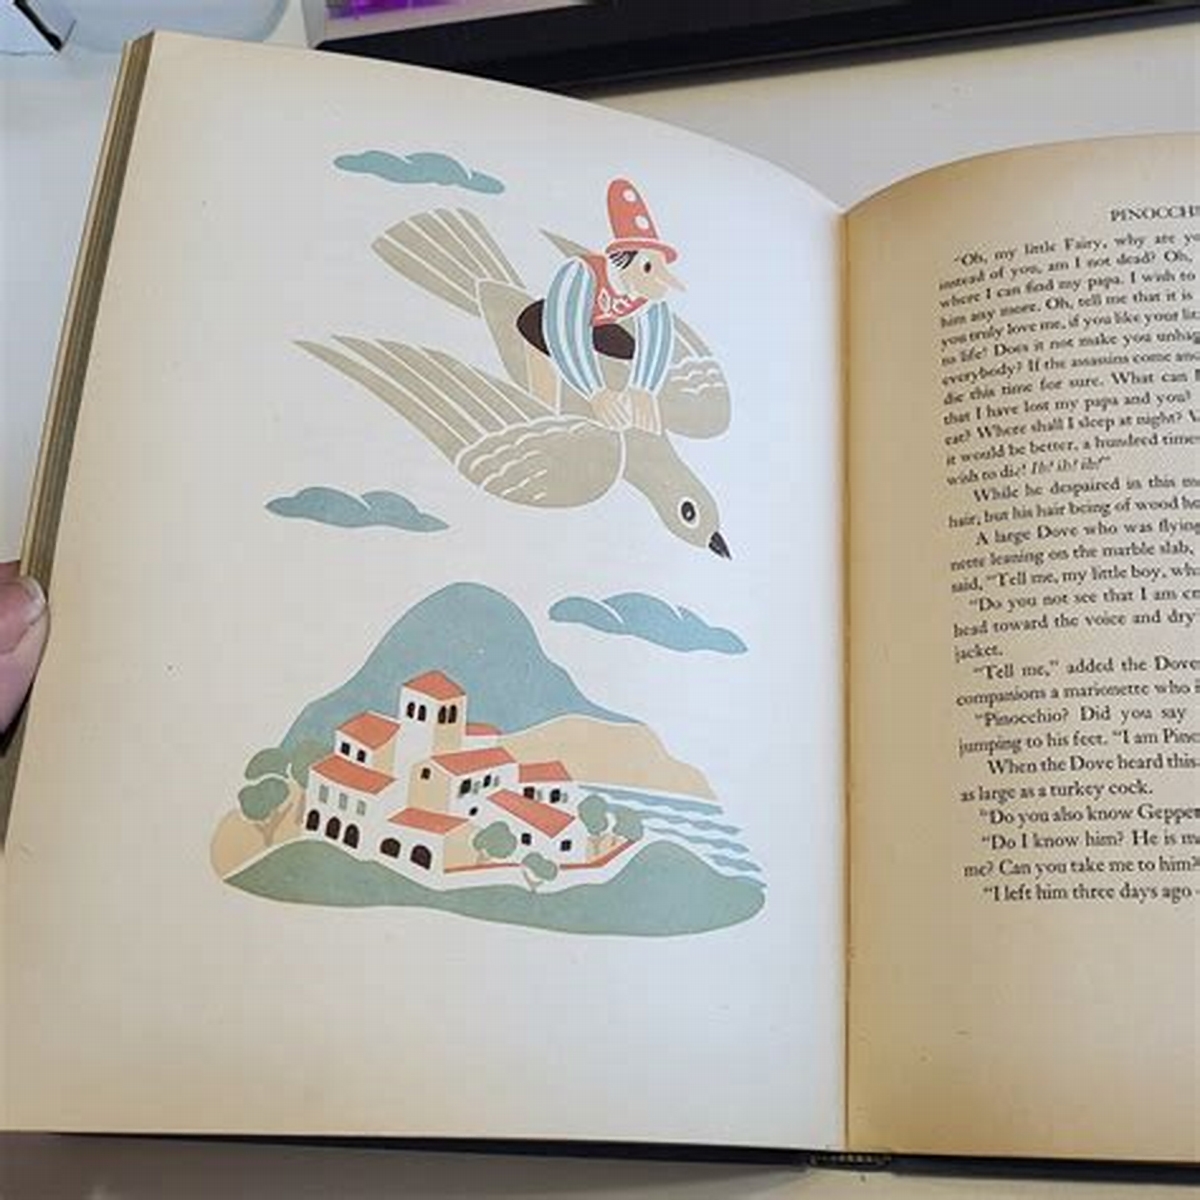 PINOCCHI
"Oh, my little Fairy, why are yo
instead of you, am I not dead? Oh,
where I can find my papa. I wish to
him any more. Oh, tell me that it is
you truly love me, if you like your lit
to life! Does it not make you unhap
everybody? If the assassins come and
die this time for sure. What can I
that I have lost my papa and you?
eat? Where shall I sleep at night? W
it would be better, a hundred times
wish to die! Ih! ih! ih!"
While he despaired in this m
hair, but his hair being of wood he
A large Dove who was flying
nette leaning on the marble slab,
said, "Tell me, my little boy, wha
"Do you not see that I am cr
head toward the voice and dry
jacket.
"Tell me," added the Dove
companions a marionette who i
"Pinocchio? Did you say
jumping to his feet. "I am Pino
When the Dove heard this
as large as a turkey cock.
"Do you also know Geppe
"Do I know him? He is m
me? Can you take me to him?"
"I left him three days ago